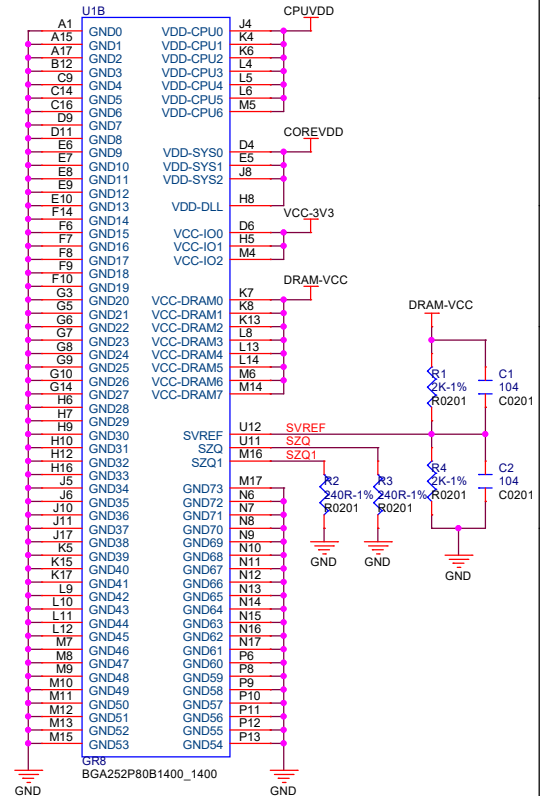 U1B
CPUVDD
A1 GND0 VDD-CPU0 J4
A15 GND1 VDD-CPU1 K4
A17 GND2 VDD-CPU2 K6
B12 GND3 VDD-CPU3 L4
C9 GND4 VDD-CPU4 L5
C14 GND5 VDD-CPU5 L6
C16 GND6 VDD-CPU6 M5
D9 GND7
D11 GND8
COREVDD
E6 GND9 VDD-SYS0 D4
E7 GND10 VDD-SYS1 E5
E8 GND11 VDD-SYS2 J8
E9 GND12
E10 GND13 VDD-DLL H8
F14 GND14
VCC-3V3
F6 GND15 VCC-IO0 D6
F7 GND16 VCC-IO1 H5
F8 GND17 VCC-IO2 M4
F9 GND18
F10 GND19
DRAM-VCC
G3 GND20 VCC-DRAM0 K7
G5 GND21 VCC-DRAM1 K8
G6 GND22 VCC-DRAM2 K13
G7 GND23 VCC-DRAM3 L8
G8 GND24 VCC-DRAM4 L13
G9 GND25 VCC-DRAM5 L14
G10 GND26 VCC-DRAM6 M6
G14 GND27 VCC-DRAM7 M14
H6 GND28
H7 GND29
H9 GND30 SVREF U12 SVREF
H10 GND31 SZQ U11 SZQ
H12 GND32 SZQ1 M16 SZQ1
H16 GND33
J5 GND34 GND73 M17
J6 GND35 GND72 N6
J10 GND36 GND71 N7
J11 GND37 GND70 N8
J17 GND38 GND69 N9
K5 GND39 GND68 N10
K15 GND40 GND67 N11
K17 GND41 GND66 N12
L9 GND42 GND65 N13
L10 GND43 GND64 N14
L11 GND44 GND63 N15
L12 GND45 GND62 N16
M7 GND46 GND61 N17
M8 GND47 GND60 P6
M9 GND48 GND59 P8
M10 GND49 GND58 P9
M11 GND50 GND57 P10
M12 GND51 GND56 P11
M13 GND52 GND55 P12
M15 GND53 GND54 P13
GR8
BGA252P80B1400_1400
GND
GND
DRAM-VCC
R1
2K-1%
R0201
C1
104
C0201
R2
240R-1%
R0201
R3
240R-1%
R0201
R4
2K-1%
R0201
C2
104
C0201
GND
GND
GND